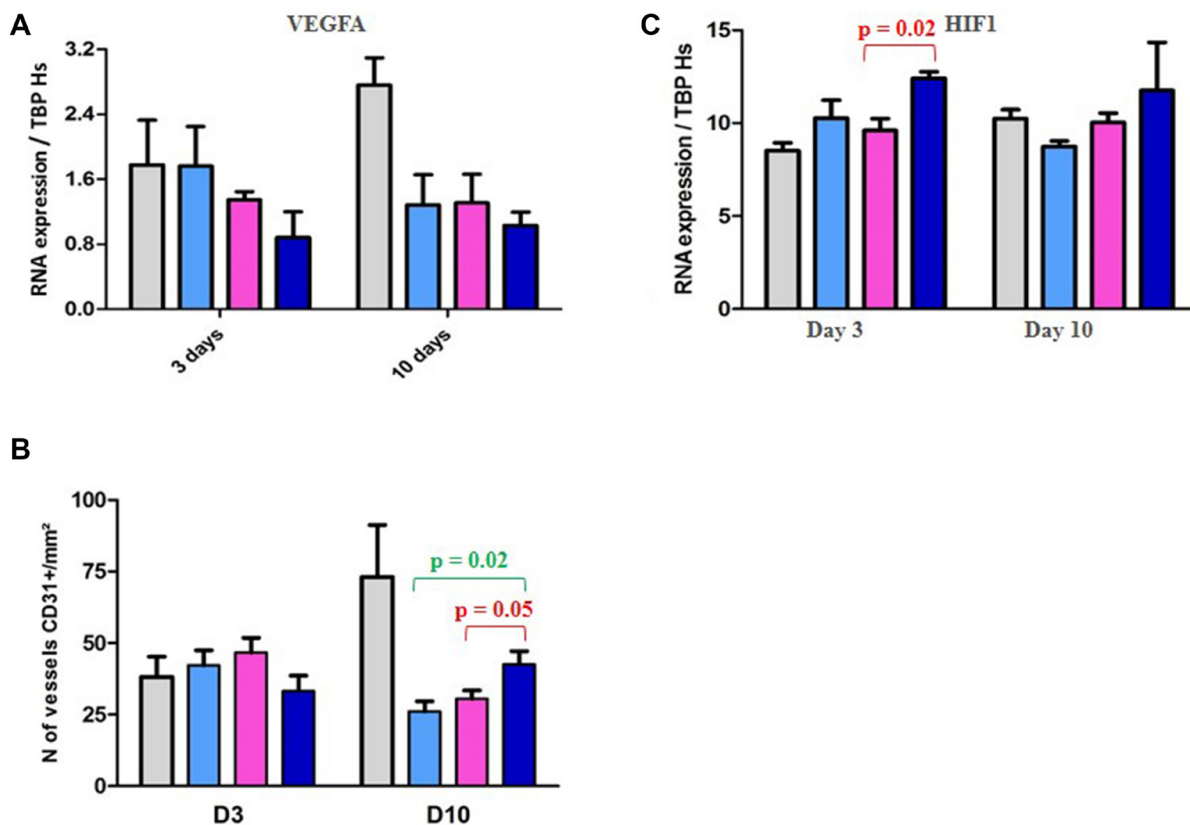 A
VEGFA
RNA expression / TBP Hs
3.2
2.4
1.6
0.8
0.0
3 days
10 days
C
HIF1
p = 0.02
RNA expression / TBP Hs
15
10
5
0
Day 3
Day 10
B
N of vessels CD31+/mm²
100
75
50
25
0
p = 0.02
p = 0.05
D3
D10